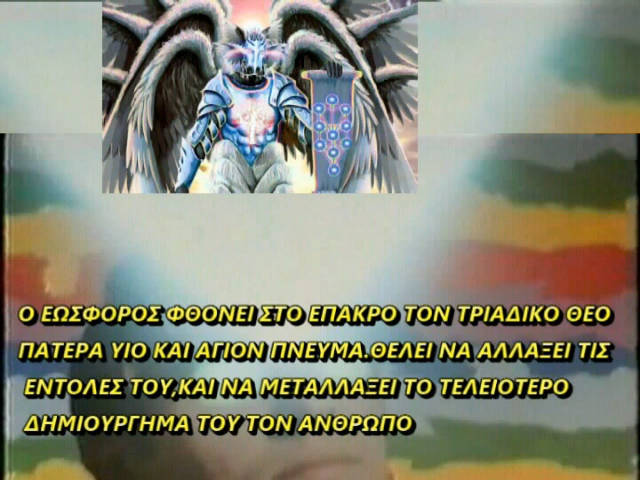 Ο ΕΩΣΦΟΡΟΣ ΦΘΟΝΕΙ ΣΤΟ ΕΠΑΚΡΟ ΤΟΝ ΤΡΙΑΔΙΚΟ ΘΕΟ
ΠΑΤΕΡΑ ΥΙΟ ΚΑΙ ΑΓΙΟΝ ΠΝΕΥΜΑ.ΘΕΛΕΙ ΝΑ ΑΛΛΑΞΕΙ ΤΙΣ
ΕΝΤΟΛΕΣ ΤΟΥ,ΚΑΙ ΝΑ ΜΕΤΑΛΛΑΞΕΙ ΤΟ ΤΕΛΕΙΟΤΕΡΟ
ΔΗΜΙΟΥΡΓΗΜΑ ΤΟΥ ΤΟΝ ΑΝΘΡΩΠΟ